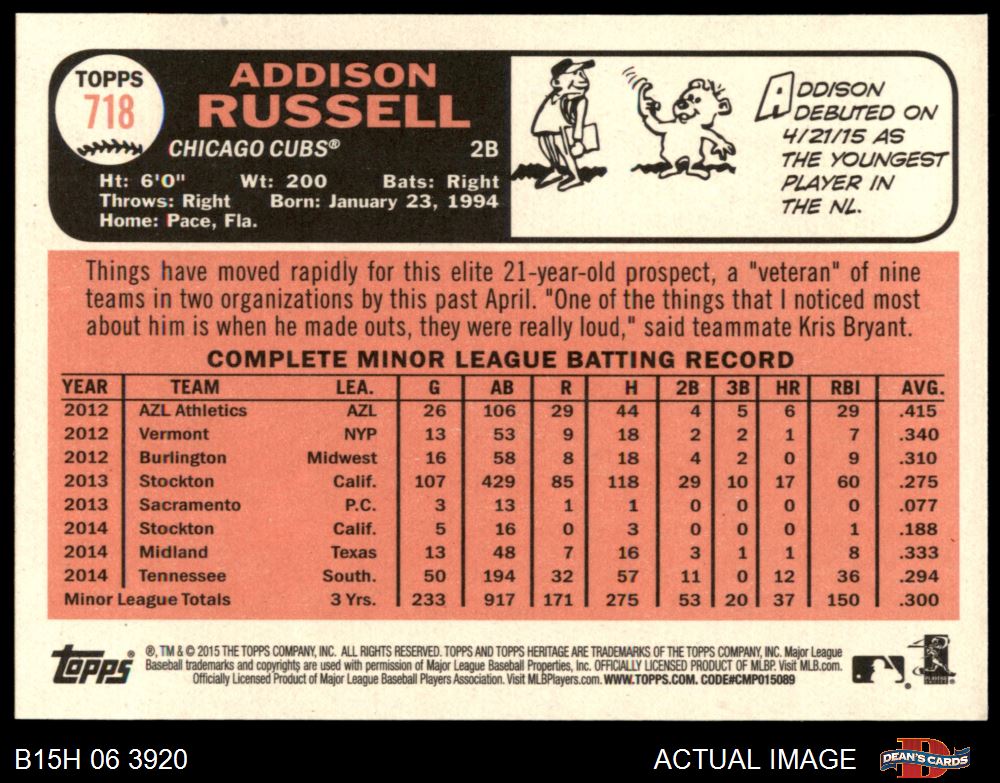 TOPPS
718
ADDISON
RUSSELL
CHICAGO CUBS® 2B
Ht: 6'0" Wt: 200 Bats: Right
Throws: Right Born: January 23, 1994
Home: Pace, Fla.
ADDISON
DEBUTED ON
4/21/15 AS
THE YOUNGEST
PLAYER IN
THE NL.
Things have moved rapidly for this elite 21-year-old prospect, a "veteran" of nine
teams in two organizations by this past April. "One of the things that I noticed most
about him is when he made outs, they were really loud," said teammate Kris Bryant.
COMPLETE MINOR LEAGUE BATTING RECORD
YEAR TEAM LEA. G AB R H 2B 3B HR RBI AVG.
2012 AZL Athletics AZL 26 106 29 44 4 5 6 29 .415
2012 Vermont NYP 13 53 9 18 2 2 1 7 .340
2012 Burlington Midwest 16 58 8 18 4 2 0 9 .310
2013 Stockton Calif. 107 429 85 118 29 10 17 60 .275
2013 Sacramento P.C. 3 13 1 1 0 0 0 0 .077
2014 Stockton Calif. 5 16 0 3 0 0 0 1 .188
2014 Midland Texas 13 48 7 16 3 1 1 8 .333
2014 Tennessee South. 50 194 32 57 11 0 12 36 .294
Minor League Totals 3 Yrs. 233 917 171 275 53 20 37 150 .300
topps®
®, TM & © 2015 THE TOPPS COMPANY, INC. ALL RIGHTS RESERVED. TOPPS AND TOPPS HERITAGE ARE TRADEMARKS OF THE TOPPS COMPANY, INC. Major League
Baseball trademarks and copyrights are used with permission of Major League Baseball Properties, Inc. OFFICIALLY LICENSED PRODUCT OF MLBP. Visit MLB.com.
Officially Licensed Product of Major League Baseball Players Association. Visit MLBPlayers.com. WWW.TOPPS.COM. CODE#CMP015089
B15H 06 3920 ACTUAL IMAGE
DEAN'S CARDS